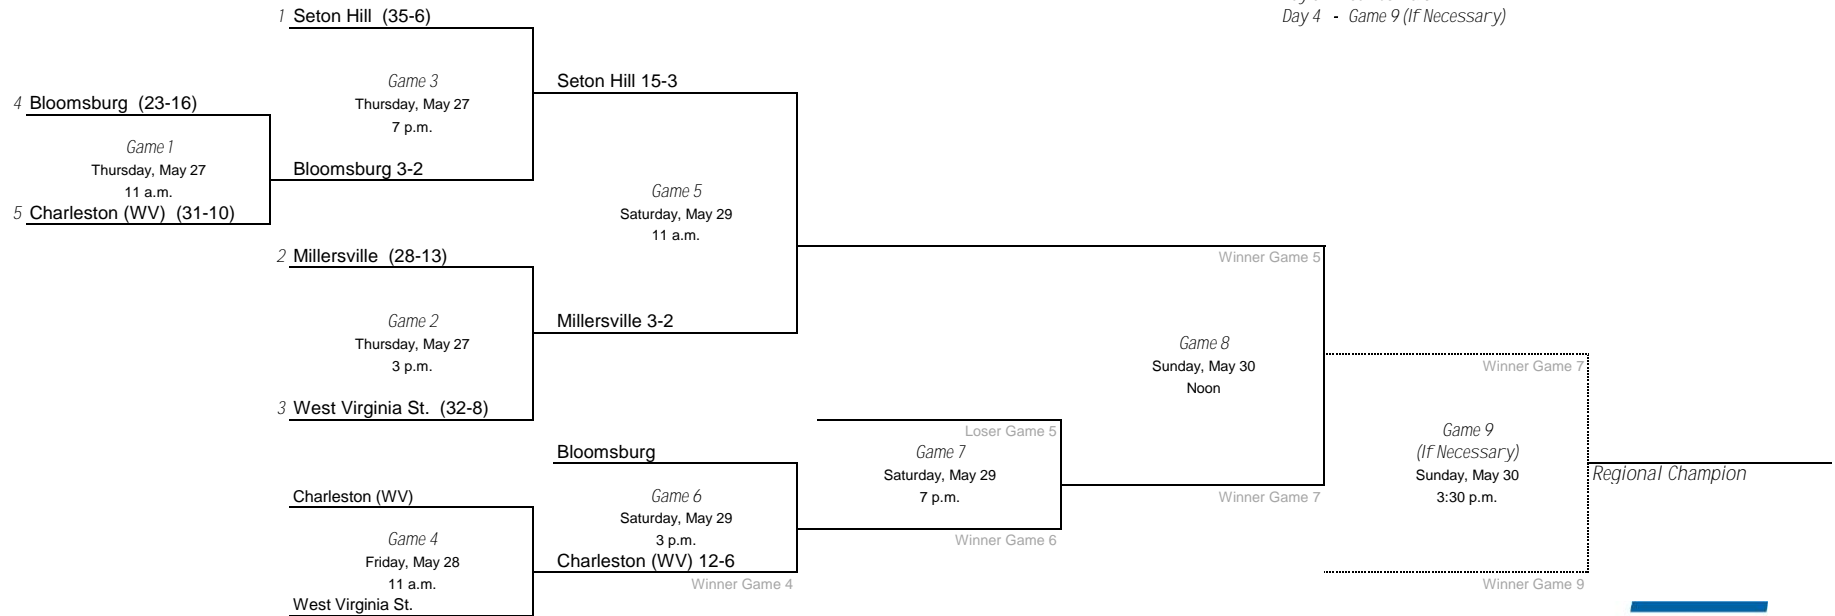 Day 4 - Game 9 (If Necessary)
1 Seton Hill (35-6)
Game 3
Thursday, May 27
7 p.m.
Seton Hill 15-3
4 Bloomsburg (23-16)
Game 1
Thursday, May 27
11 a.m.
Bloomsburg 3-2
5 Charleston (WV) (31-10)
Game 5
Saturday, May 29
11 a.m.
2 Millersville (28-13)
Winner Game 5
Game 2
Thursday, May 27
3 p.m.
Millersville 3-2
Game 8
Sunday, May 30
Noon
Winner Game 7
3 West Virginia St. (32-8)
Loser Game 5
Bloomsburg
Game 7
Saturday, May 29
7 p.m.
Game 9
(If Necessary)
Sunday, May 30
3:30 p.m.
Regional Champion
Charleston (WV)
Game 6
Saturday, May 29
3 p.m.
Winner Game 7
Game 4
Friday, May 28
11 a.m.
Charleston (WV) 12-6
Winner Game 6
Winner Game 4
Winner Game 9
West Virginia St.